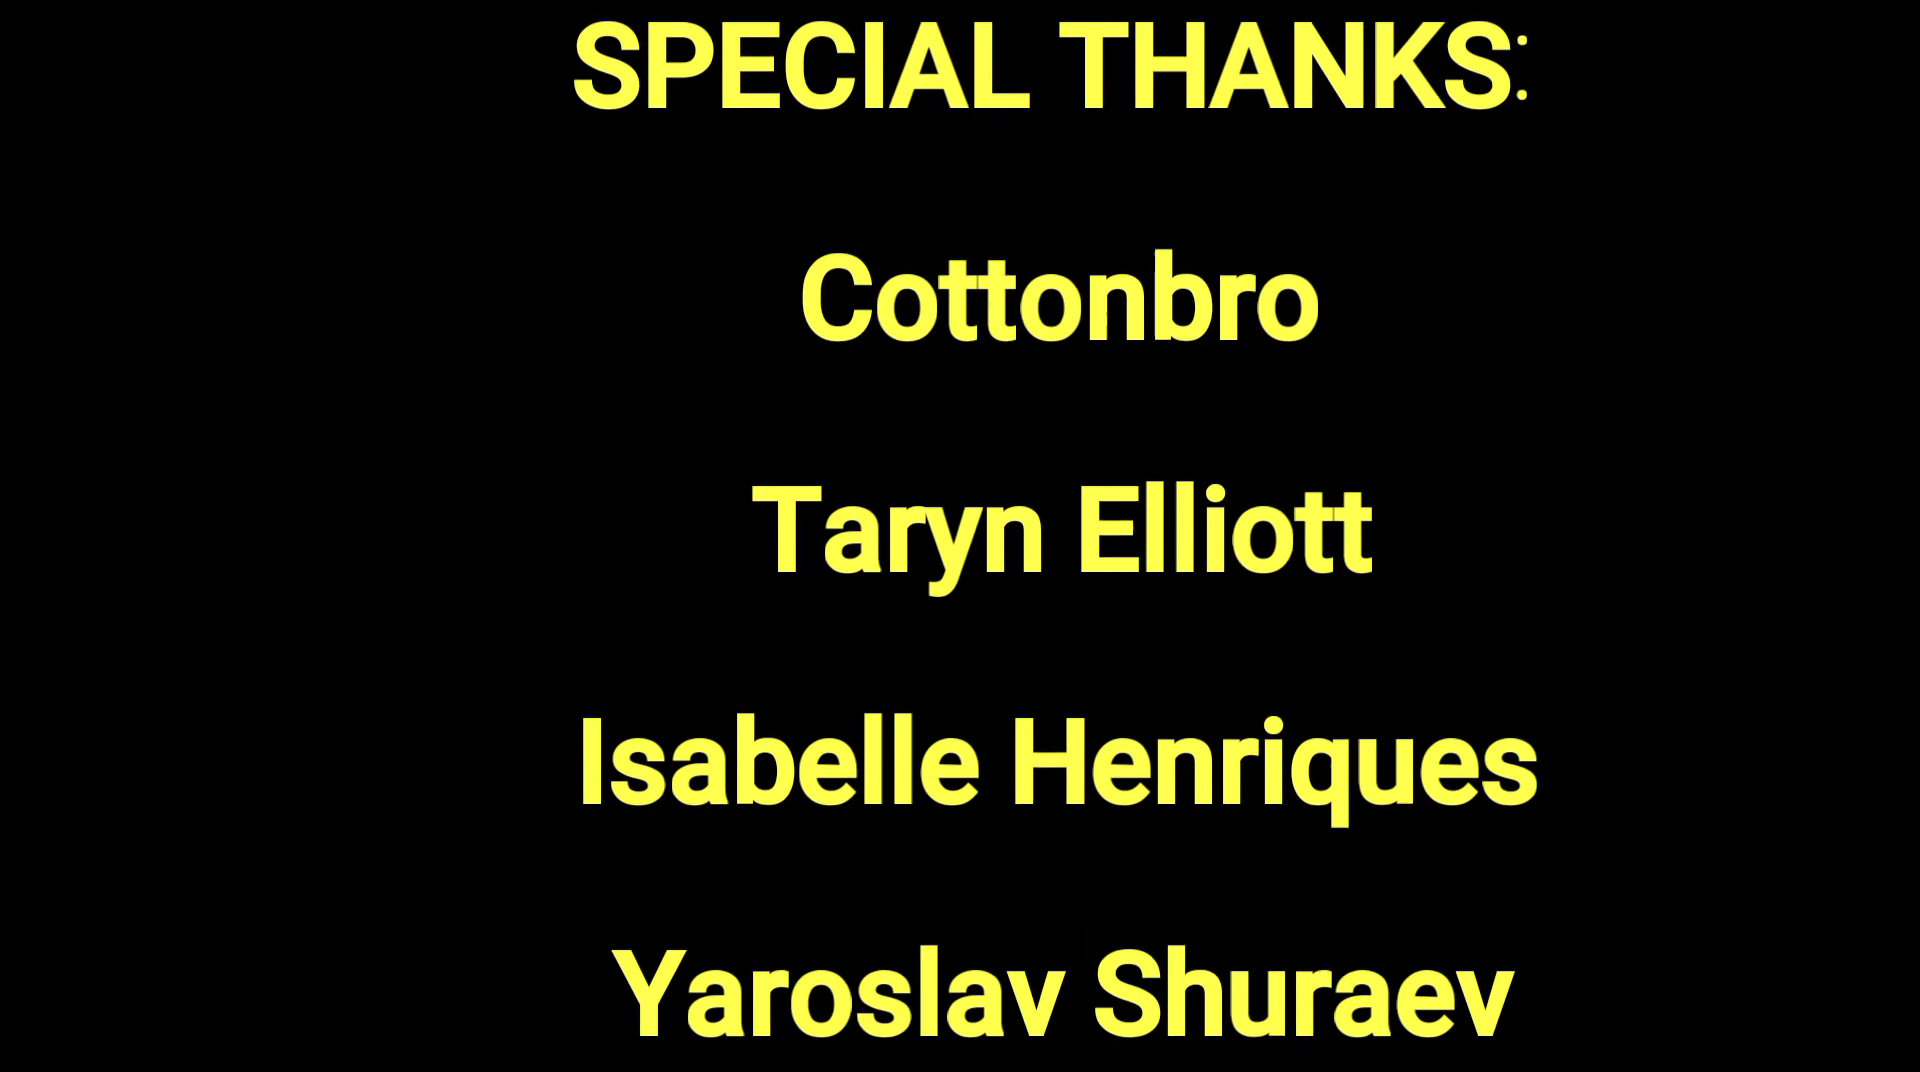 SPECIAL THANKS:
Cottonbro
Taryn Elliott
Isabelle Henriques
Yaroslav Shuraev